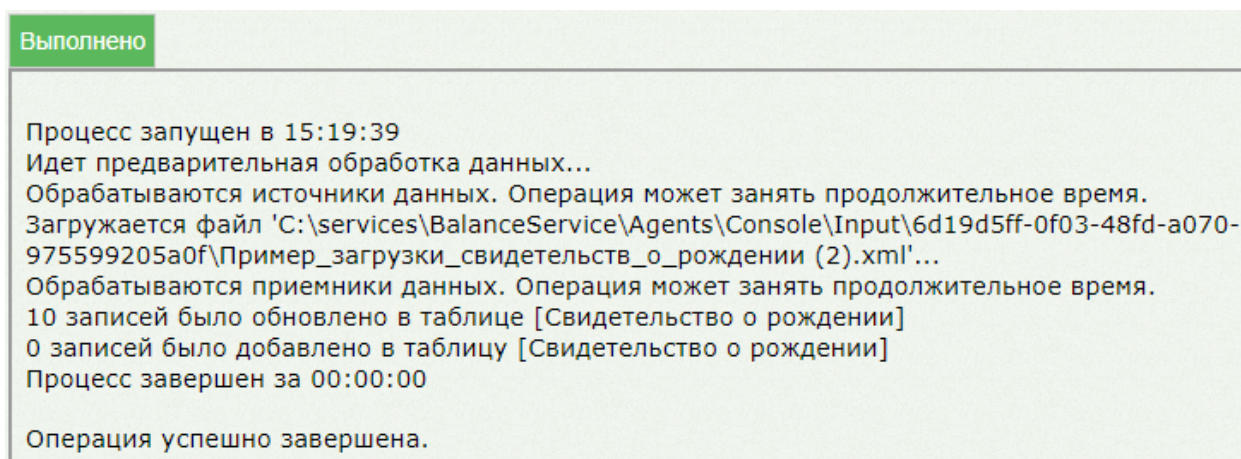 Выполнено
Процесс запущен в 15:19:39
Идет предварительная обработка данных...
Обрабатываются источники данных. Операция может занять продолжительное время.
Загружается файл 'C:\services\BalanceService\Agents\Console\Input\6d19d5ff-0f03-48fd-a070-
975599205a0f\Пример_загрузки_свидетельств_о_рождении (2).xml'...
Обрабатываются приемники данных. Операция может занять продолжительное время.
10 записей было обновлено в таблице [Свидетельство о рождении]
0 записей было добавлено в таблицу [Свидетельство о рождении]
Процесс завершен за 00:00:00
Операция успешно завершена.